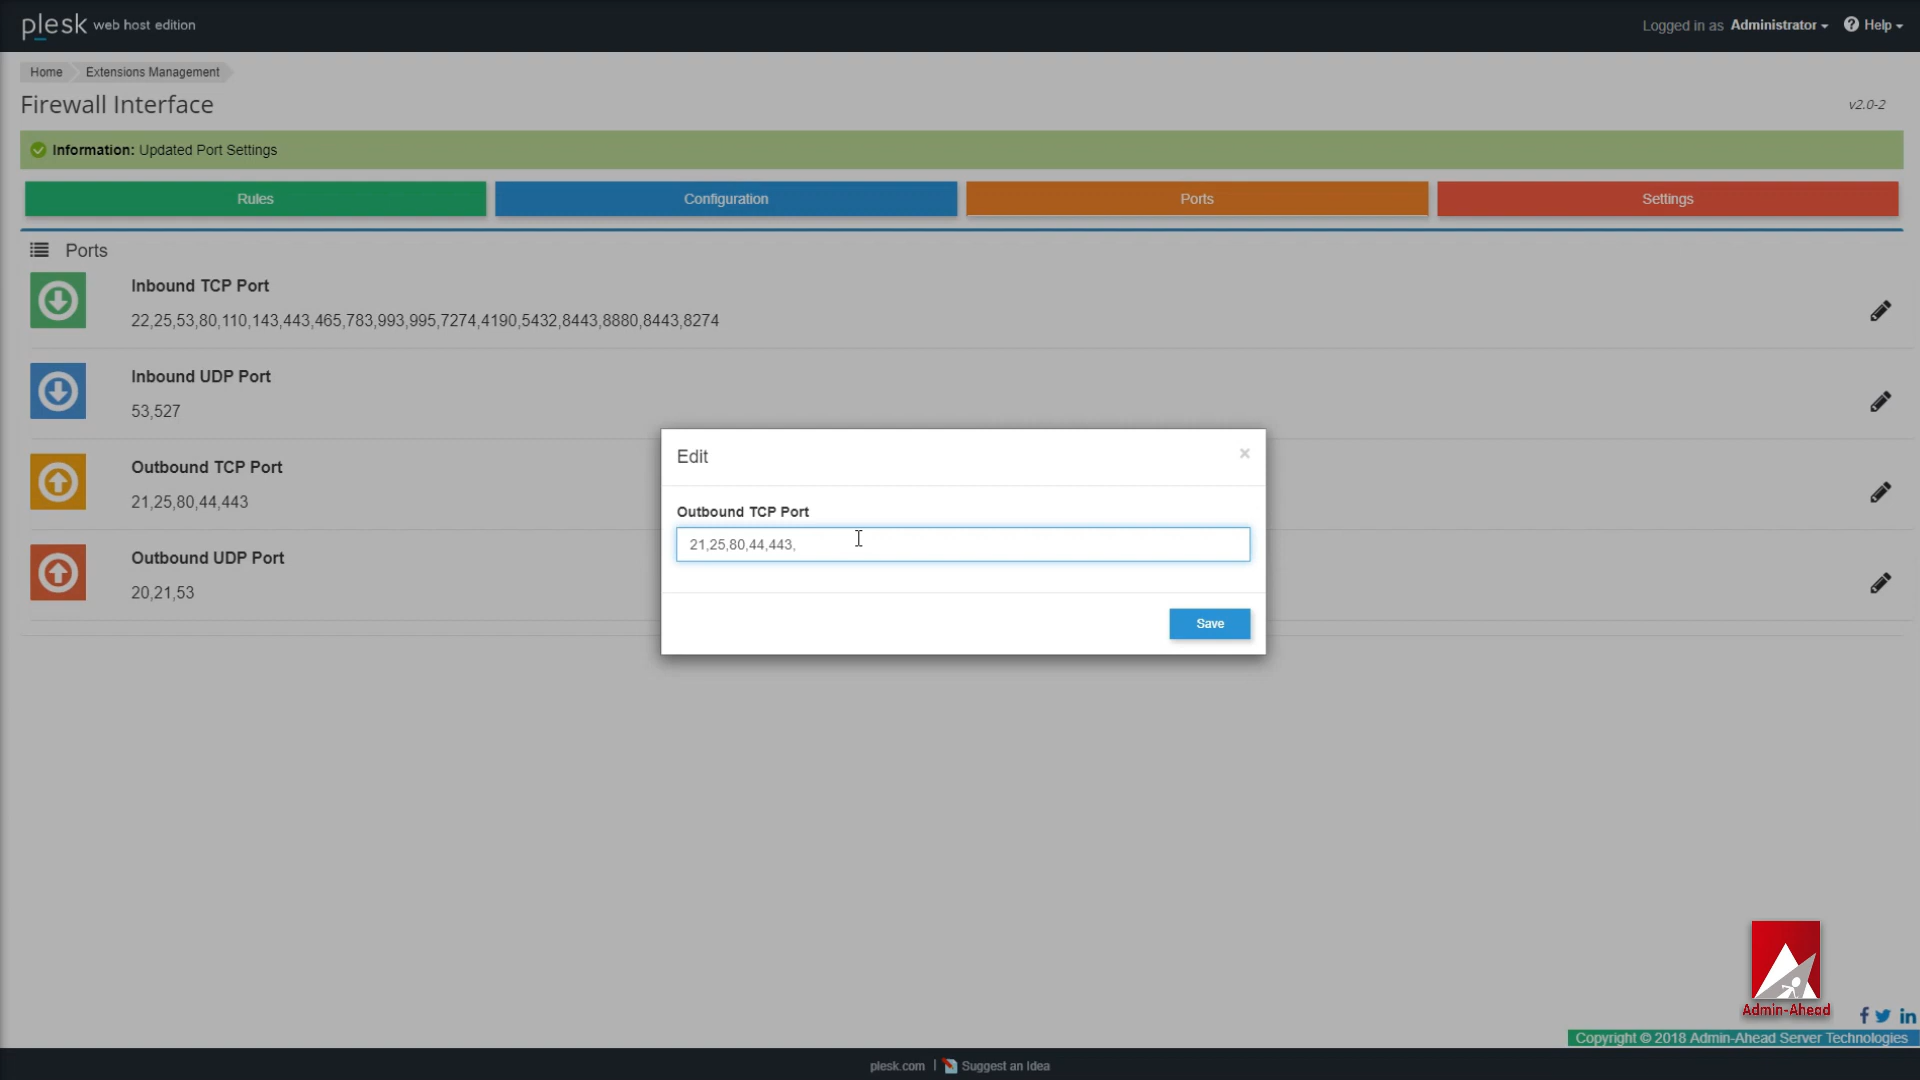 plesk web host edition
Logged in as Administrator
Help
Home
Extensions Management
Firewall Interface
v2.0-2
Information: Updated Port Settings
Rules
Configuration
Ports
Settings
Ports
Inbound TCP Port
22,25,53,80,110,143,443,465,783,993,995,7274,4190,5432,8443,8880,8443,8274
Inbound UDP Port
53,527
Outbound TCP Port
21,25,80,44,443
Outbound UDP Port
20,21,53
Edit
×
Outbound TCP Port
21,25,80,44,443,
Save
Admin-Ahead
Copyright © 2018 Admin-Ahead Server Technologies
plesk.com | Suggest an Idea